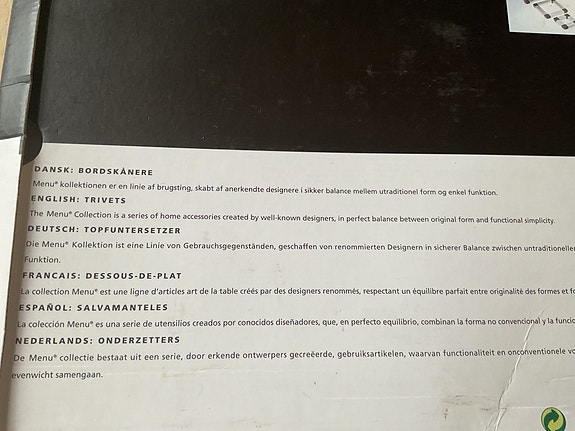 DANSK: BORDSKÅNERE
Menu® kollektionen er en linie af brugsting, skabt af anerkendte designere i sikker balance mellem utraditionel form og enkel funktion.
ENGLISH: TRIVETS
The Menu® Collection is a series of home accessories created by well-known designers, in perfect balance between original form and functional simplicity.
DEUTSCH: TOPFUNTERSETZER
Die Menu® Kollektion ist eine Linie von Gebrauchsgegenständen, geschaffen von renommierten Designern in sicherer Balance zwischen untraditioneller
Funktion.
FRANCAIS: DESSOUS-DE-PLAT
La collection Menu® est une ligne d'articles art de la table créés par des designers renommés, respectant un équilibre parfait entre originalité des formes et
ESPAÑOL: SALVAMANTELES
La colección Menu® es una serie de utensilios creados por conocidos diseñadores, que, en perfecto equilibrio, combinan la forma no convencional y la
NEDERLANDS: ONDERZETTERS
De Menu® collectie bestaat uit een serie, door erkende ontwerpers gecreëerde, gebruiksartikelen, waarvan functionaliteit en onconventionele
evenwicht samengaan.